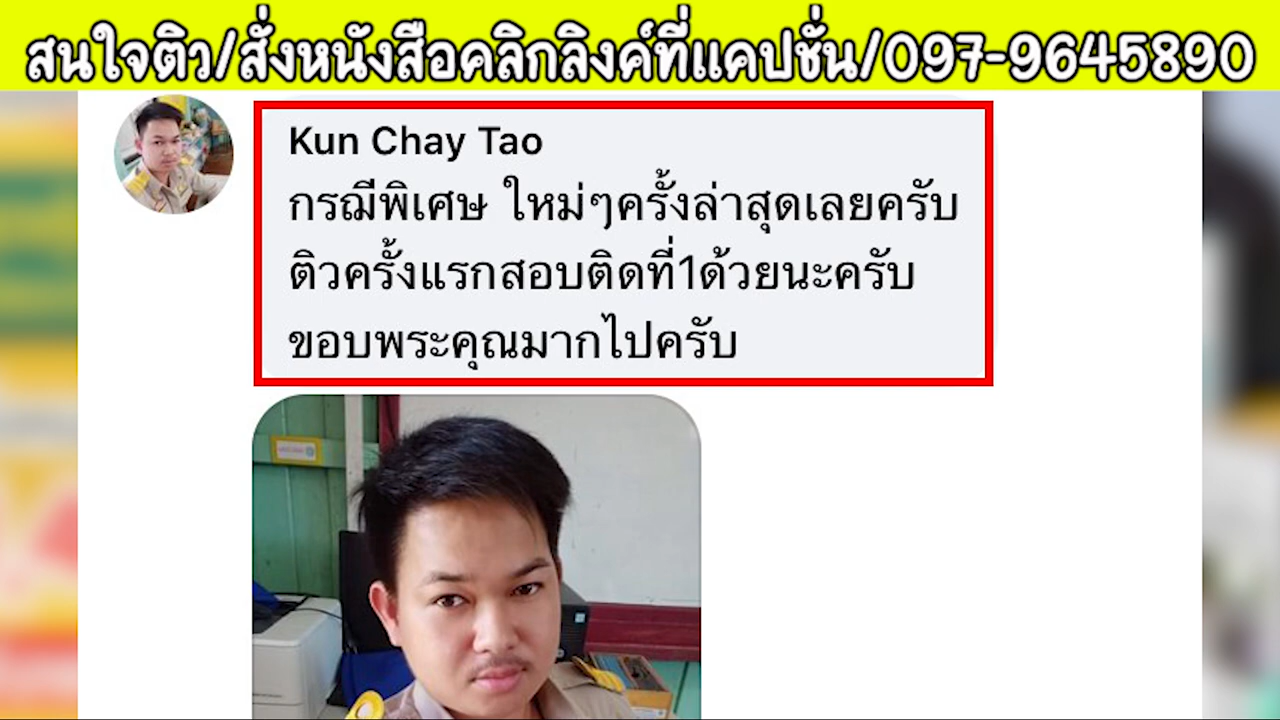 สนใจติว/สั่งหนังสือคลิกลิงค์ที่แคปชั่น/097-9645890
Kun Chay Tao
กรฌีพิเศษ ใหม่ๆครั้งล่าสุดเลยครับ
ติวครั้งแรกสอบติดที่1ด้วยนะครับ
ขอบพระคุณมากไปครับ